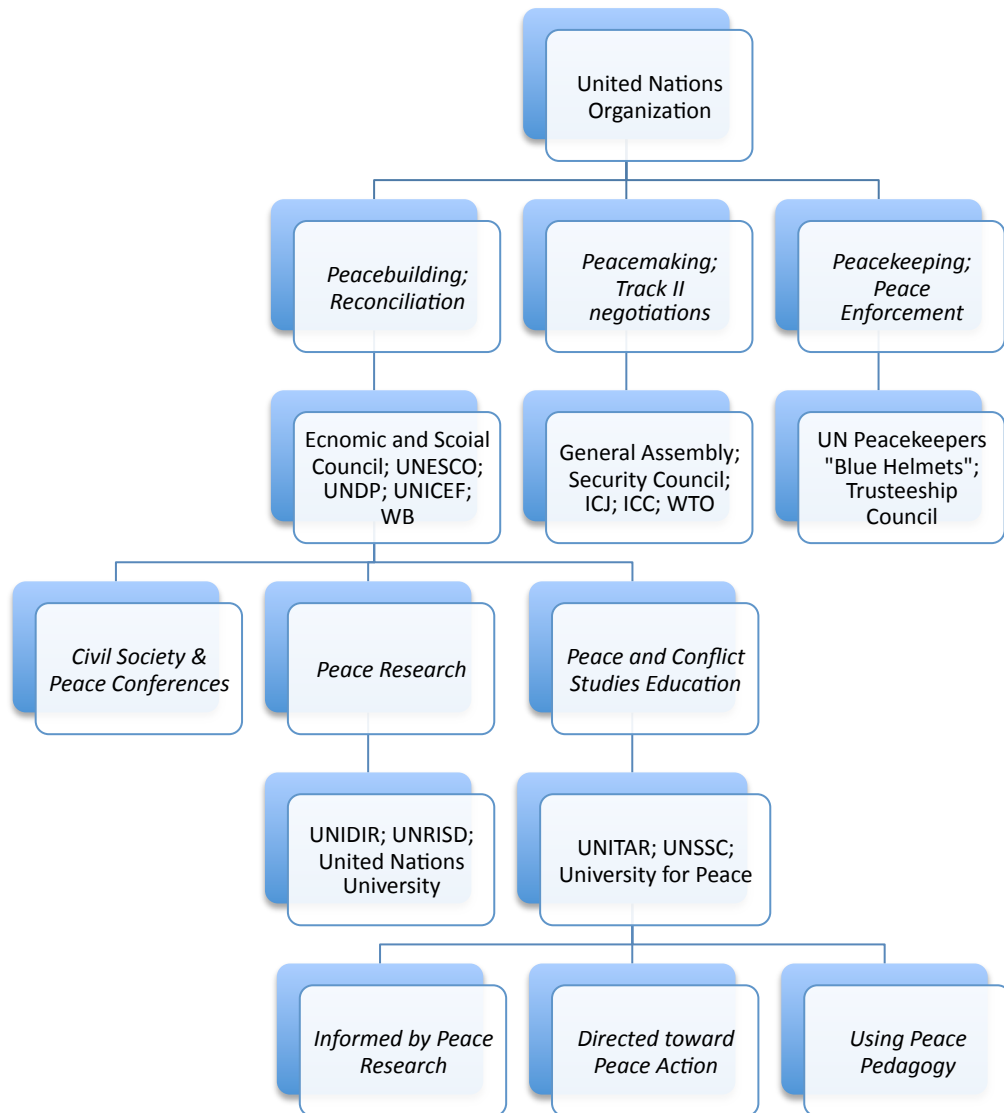 United Nations
Organization
Peacebuilding;
Reconciliation
Peacemaking;
Track II
negotiations
Peacekeeping;
Peace
Enforcement
Ecnomic and Scoial
Council; UNESCO;
UNDP; UNICEF;
WB
General Assembly;
Security Council;
ICJ; ICC; WTO
UN Peacekeepers
"Blue Helmets";
Trusteeship
Council
Civil Society &
Peace Conferences
Peace Research
Peace and Conflict
Studies Education
UNIDIR; UNRISD;
United Nations
University
UNITAR; UNSSC;
University for Peace
Informed by Peace
Research
Directed toward
Peace Action
Using Peace
Pedagogy